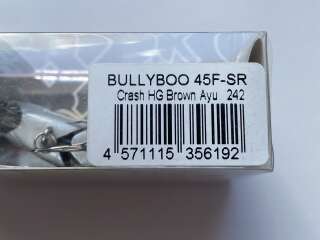 BULLYBOO 45F-SR
Crash HG Brown Ayu 242
4 571115 356192